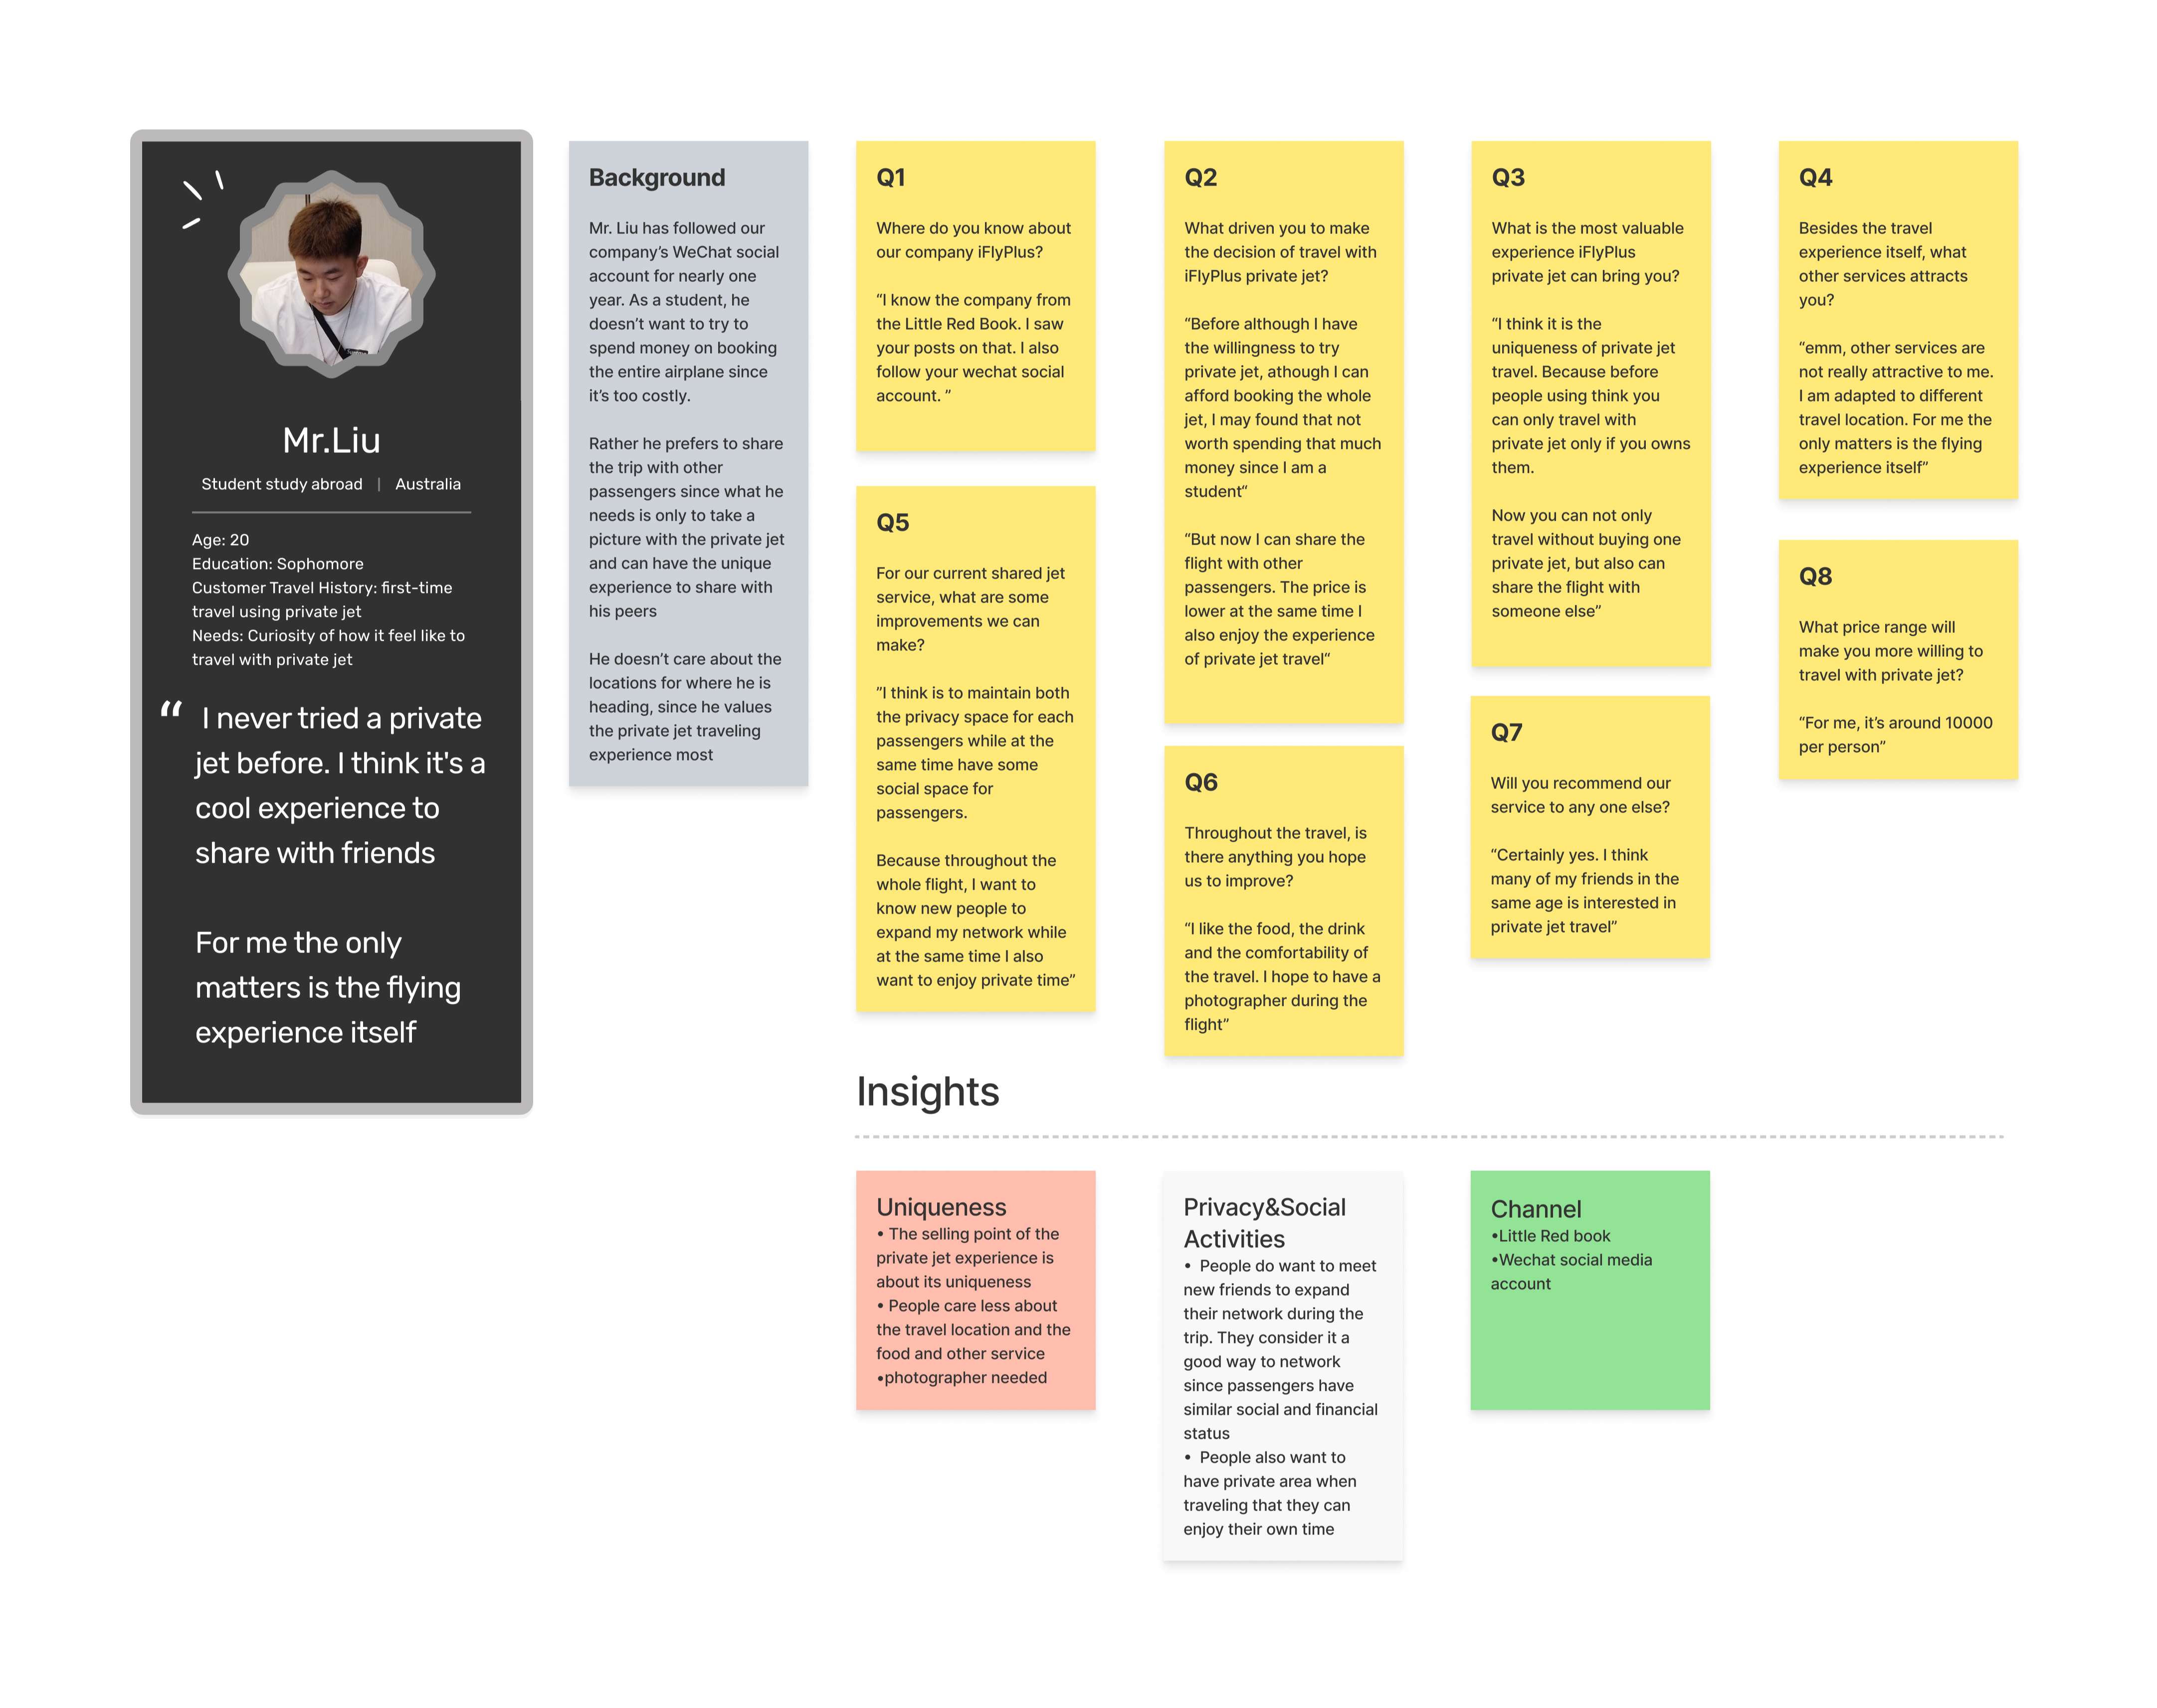 Mr.Liu
Student study abroad | Australia
Age: 20
Education: Sophomore
Customer Travel History: first-time
travel using private jet
Needs: Curiosity of how it feel like to
travel with private jet
“ I never tried a private
jet before. I think it's a
cool experience to
share with friends
For me the only
matters is the flying
experience itself
Background
Mr. Liu has followed our
company’s WeChat social
account for nearly one
year. As a student, he
doesn’t want to try to
spend money on booking
the entire airplane since
it’s too costly.
Rather he prefers to share
the trip with other
passengers since what he
needs is only to take a
picture with the private jet
and can have the unique
experience to share with
his peers
He doesn’t care about the
locations for where he is
heading, since he values
the private jet traveling
experience most
Q1
Where do you know about
our company iFlyPlus?
“I know the company from
the Little Red Book. I saw
your posts on that. I also
follow your wechat social
account. ”
Q2
What driven you to make
the decision of travel with
iFlyPlus private jet?
“Before although I have
the willingness to try
private jet, athough I can
afford booking the whole
jet, I may found that not
worth spending that much
money since I am a
student“
“But now I can share the
flight with other
passengers. The price is
lower at the same time I
also enjoy the experience
of private jet travel“
Q3
What is the most valuable
experience iFlyPlus
private jet can bring you?
“I think it is the
uniqueness of private jet
travel. Because before
people using think you
can only travel with
private jet only if you owns
them.
Now you can not only
travel without buying one
private jet, but also can
share the flight with
someone else”
Q4
Besides the travel
experience itself, what
other services attracts
you?
“emm, other services are
not really attractive to me.
I am adapted to different
travel location. For me the
only matters is the flying
experience itself”
Q5
For our current shared jet
service, what are some
improvements we can
make?
”I think is to maintain both
the privacy space for each
passengers while at the
same time have some
social space for
passengers.
Because throughout the
whole flight, I want to
know new people to
expand my network while
at the same time I also
want to enjoy private time”
Q6
Throughout the travel, is
there anything you hope
us to improve?
“I like the food, the drink
and the comfortability of
the travel. I hope to have a
photographer during the
flight”
Q7
Will you recommend our
service to any one else?
“Certainly yes. I think
many of my friends in the
same age is interested in
private jet travel”
Q8
What price range will
make you more willing to
travel with private jet?
“For me, it’s around 10000
per person”
Insights
Uniqueness
• The selling point of the
private jet experience is
about its uniqueness
• People care less about
the travel location and the
food and other service
•photographer needed
Privacy&Social
Activities
• People do want to meet
new friends to expand
their network during the
trip. They consider it a
good way to network
since passengers have
similar social and financial
status
• People also want to
have private area when
traveling that they can
enjoy their own time
Channel
•Little Red book
•Wechat social media
account